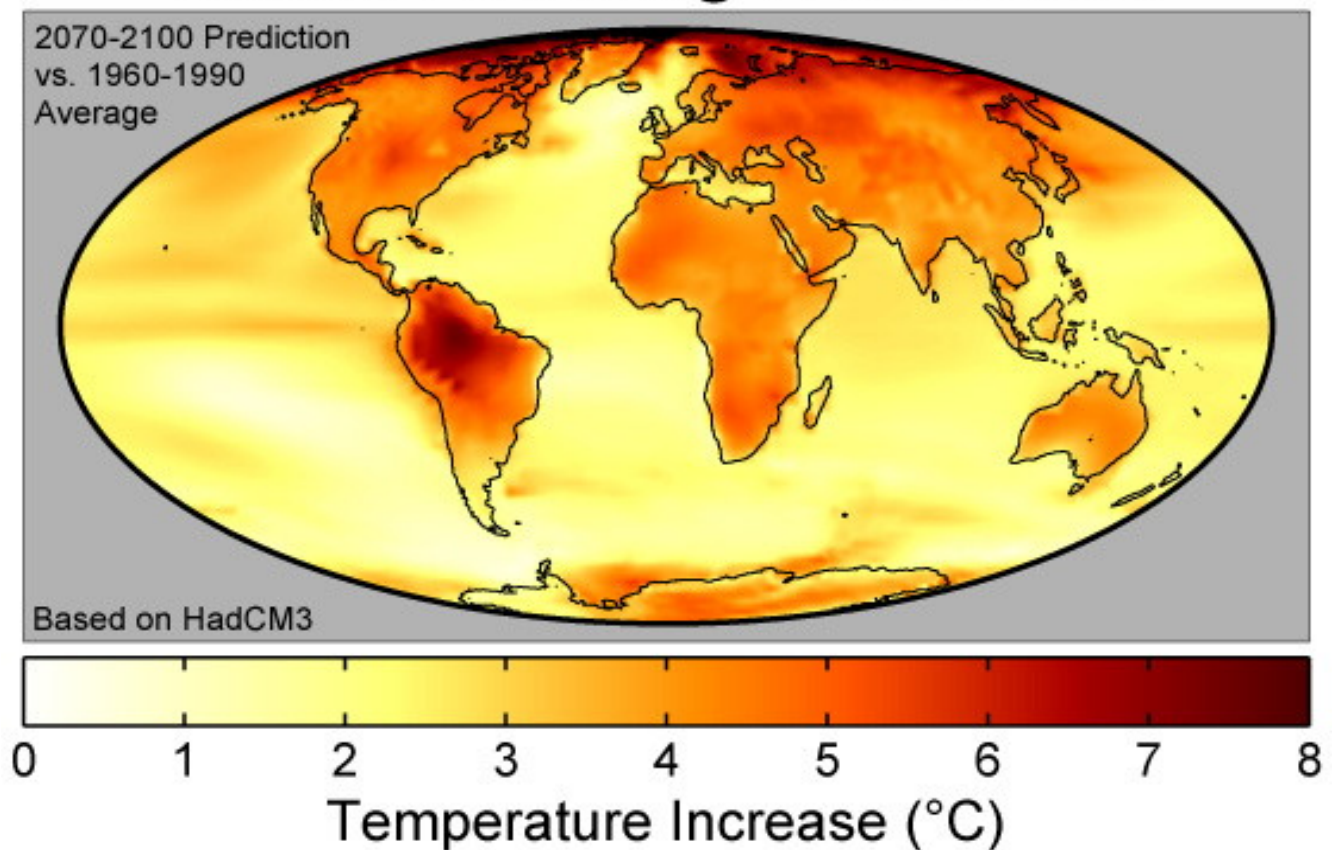 2070-2100 Prediction
vs. 1960-1990
Average
Based on HadCM3
0 1 2 3 4 5 6 7 8
Temperature Increase (°C)